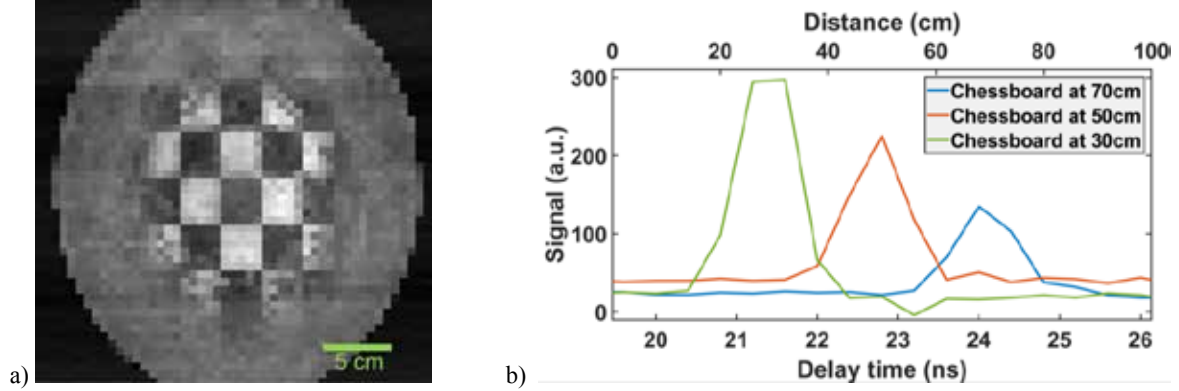 a)
5 cm
b)
Distance (cm)
0 20 40 60 80 100
300
200
100
0
Signal (a.u.)
Chessboard at 70cm
Chessboard at 50cm
Chessboard at 30cm
20 21 22 23 24 25 26
Delay time (ns)